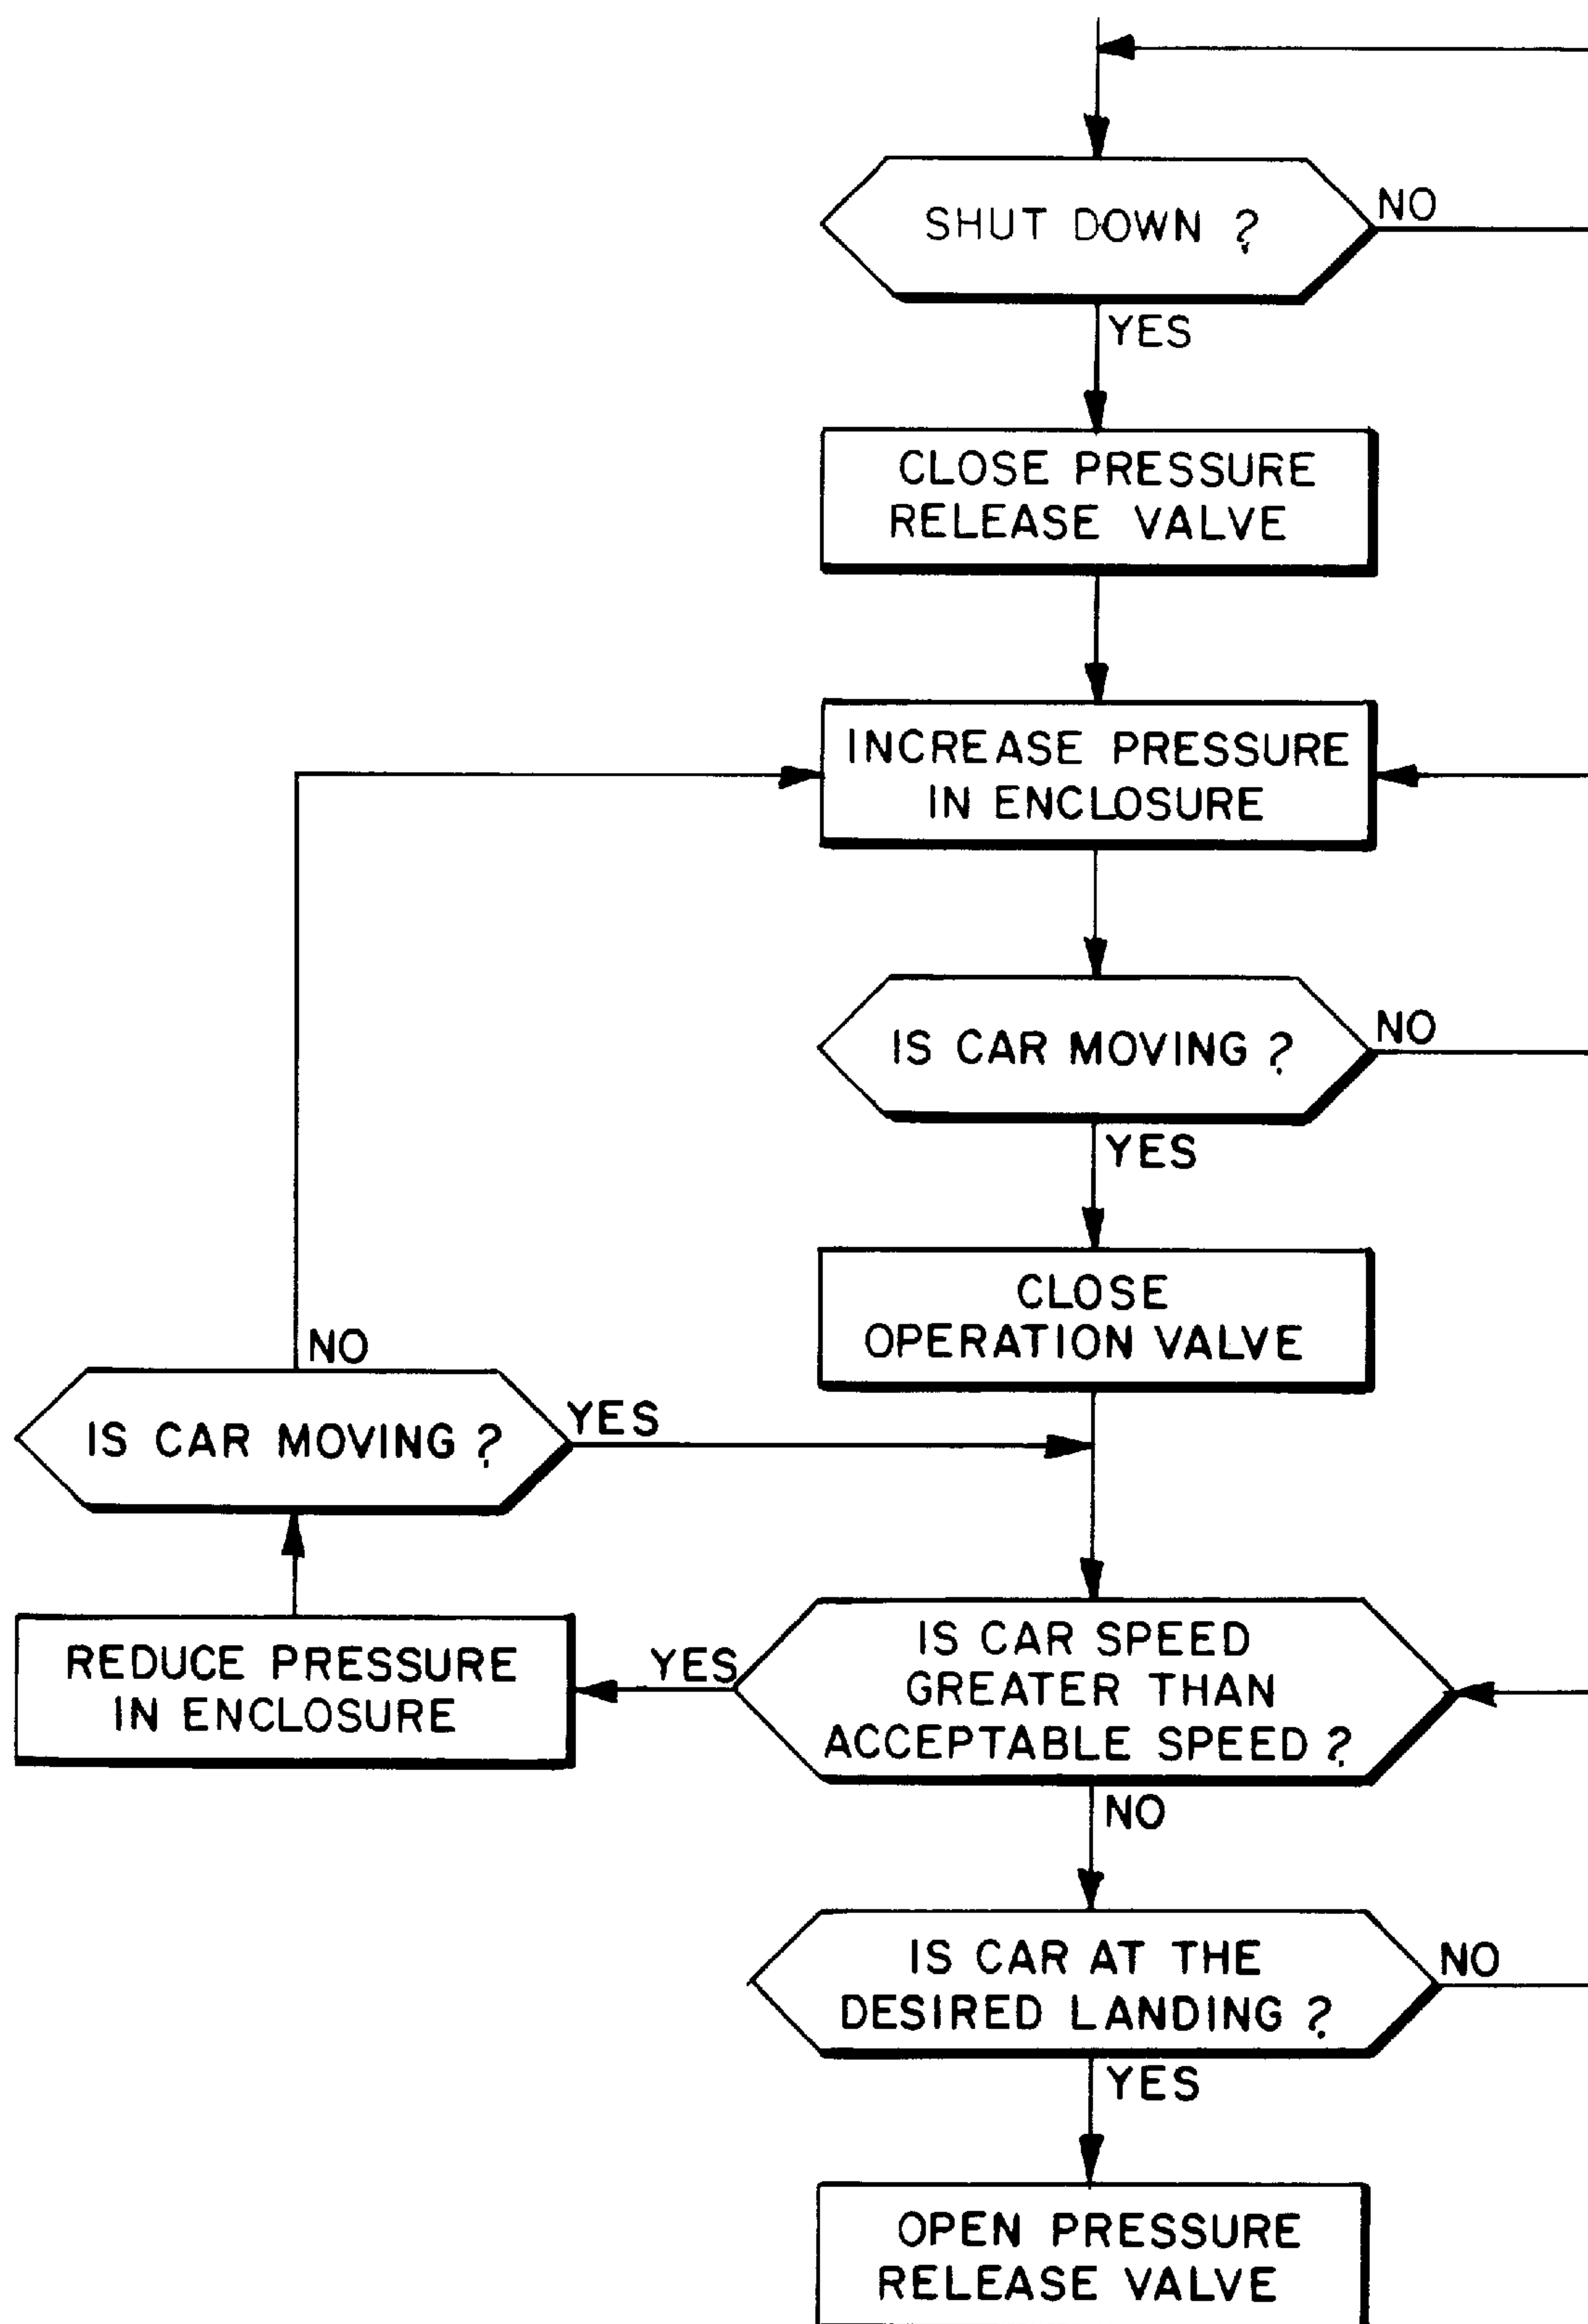 SHUT DOWN ?
NO
YES
CLOSE PRESSURE
RELEASE VALVE
INCREASE PRESSURE
IN ENCLOSURE
IS CAR MOVING ?
NO
YES
CLOSE
OPERATION VALVE
NO
IS CAR MOVING ?
YES
REDUCE PRESSURE
IN ENCLOSURE
YES
IS CAR SPEED
GREATER THAN
ACCEPTABLE SPEED ?
NO
IS CAR AT THE
DESIRED LANDING ?
NO
YES
OPEN PRESSURE
RELEASE VALVE